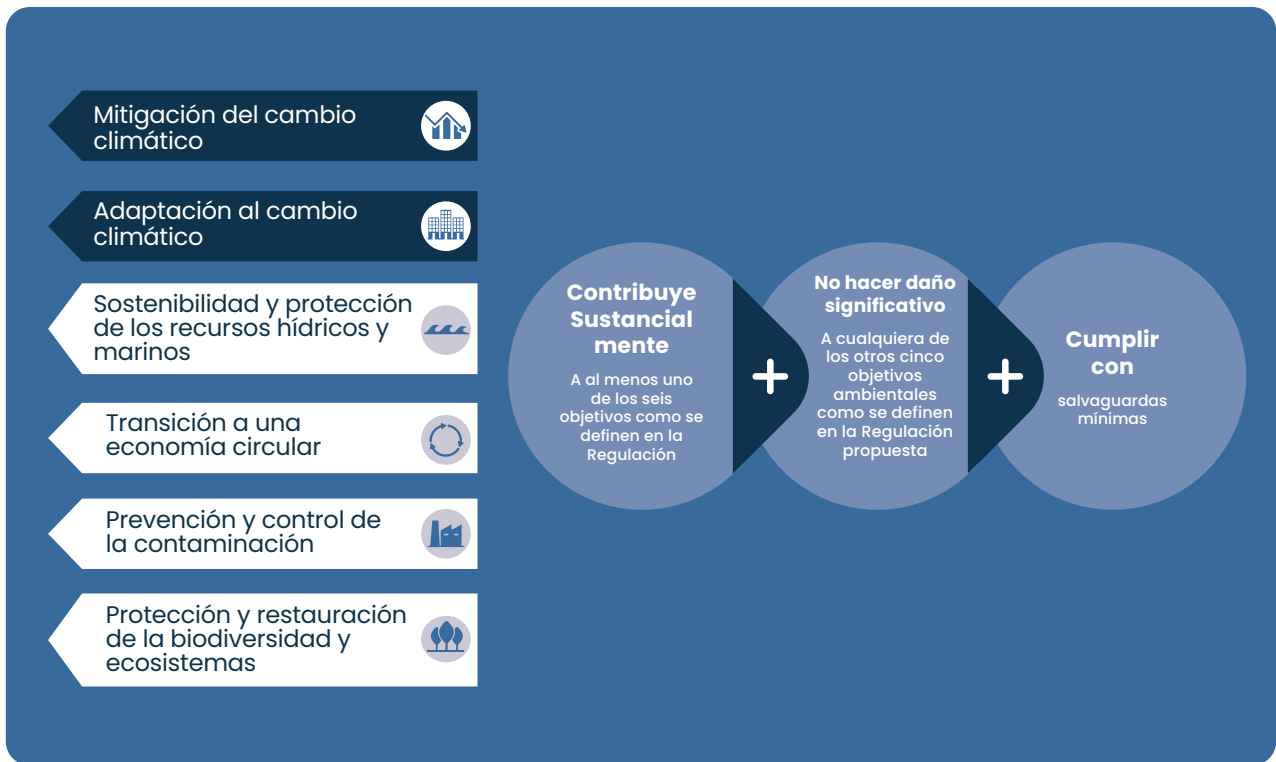 Mitigación del cambio
climático
Adaptación al cambio
climático
Sostenibilidad y protección
de los recursos hídricos y
marinos
Transición a una
economía circular
Prevención y control de
la contaminación
Protección y restauración
de la biodiversidad y
ecosistemas
Contribuye
Sustancial
mente
A al menos uno
de los seis
objetivos como se
definen en la
Regulación
+
No hacer daño
significativo
A cualquiera de
los otros cinco
objetivos
ambientales
como se definen
en la Regulación
propuesta
+
Cumplir
con
salvaguardas
mínimas